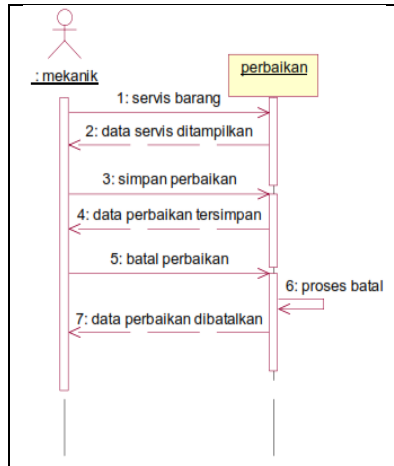 : mekanik
perbaikan
1: servis barang
2: data servis ditampilkan
3: simpan perbaikan
4: data perbaikan tersimpan
5: batal perbaikan
6: proses batal
7: data perbaikan dibatalkan